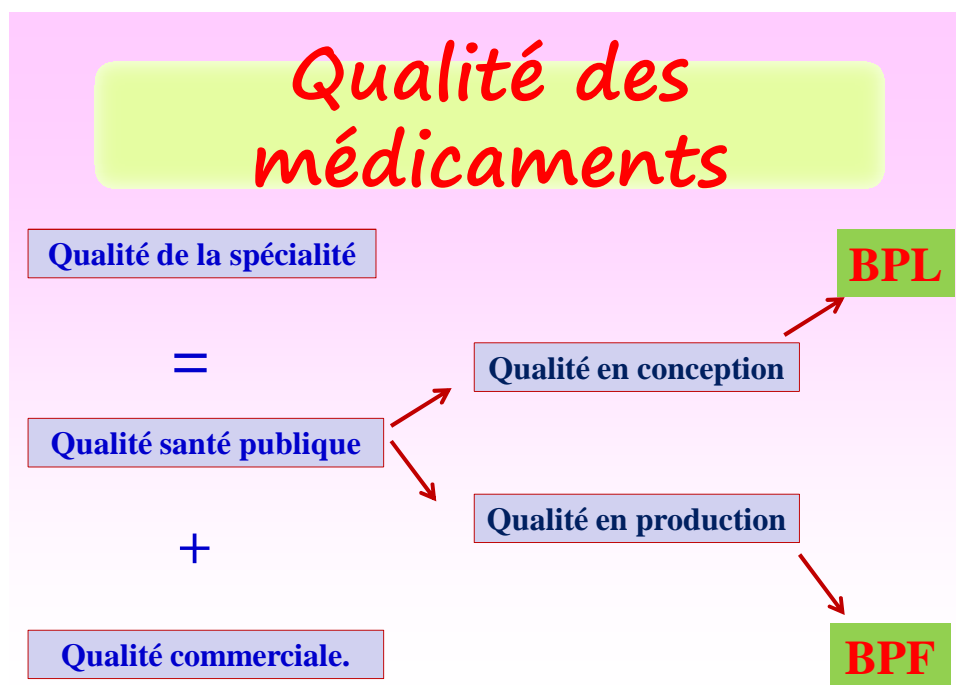 Qualité des
médicaments
Qualité de la spécialité
BPL
=
Qualité en conception
Qualité santé publique
Qualité en production
+
Qualité commerciale.
BPF